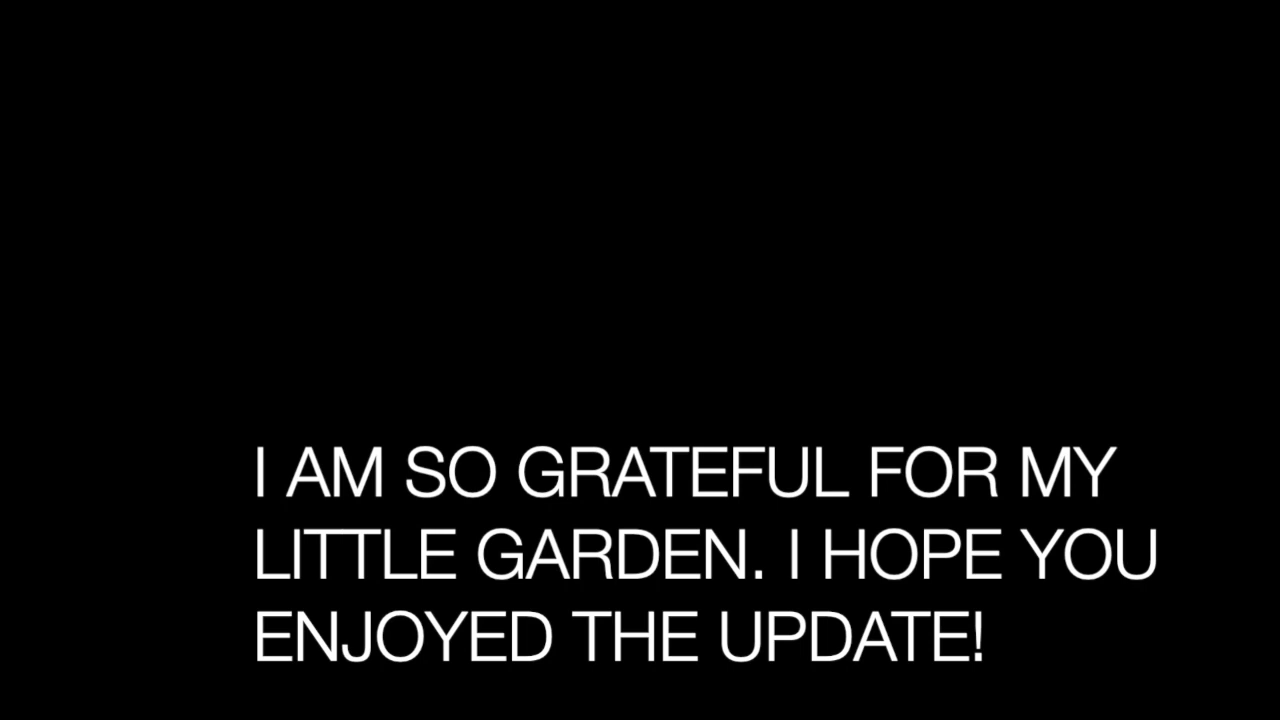 I AM SO GRATEFUL FOR MY
LITTLE GARDEN. I HOPE YOU
ENJOYED THE UPDATE!